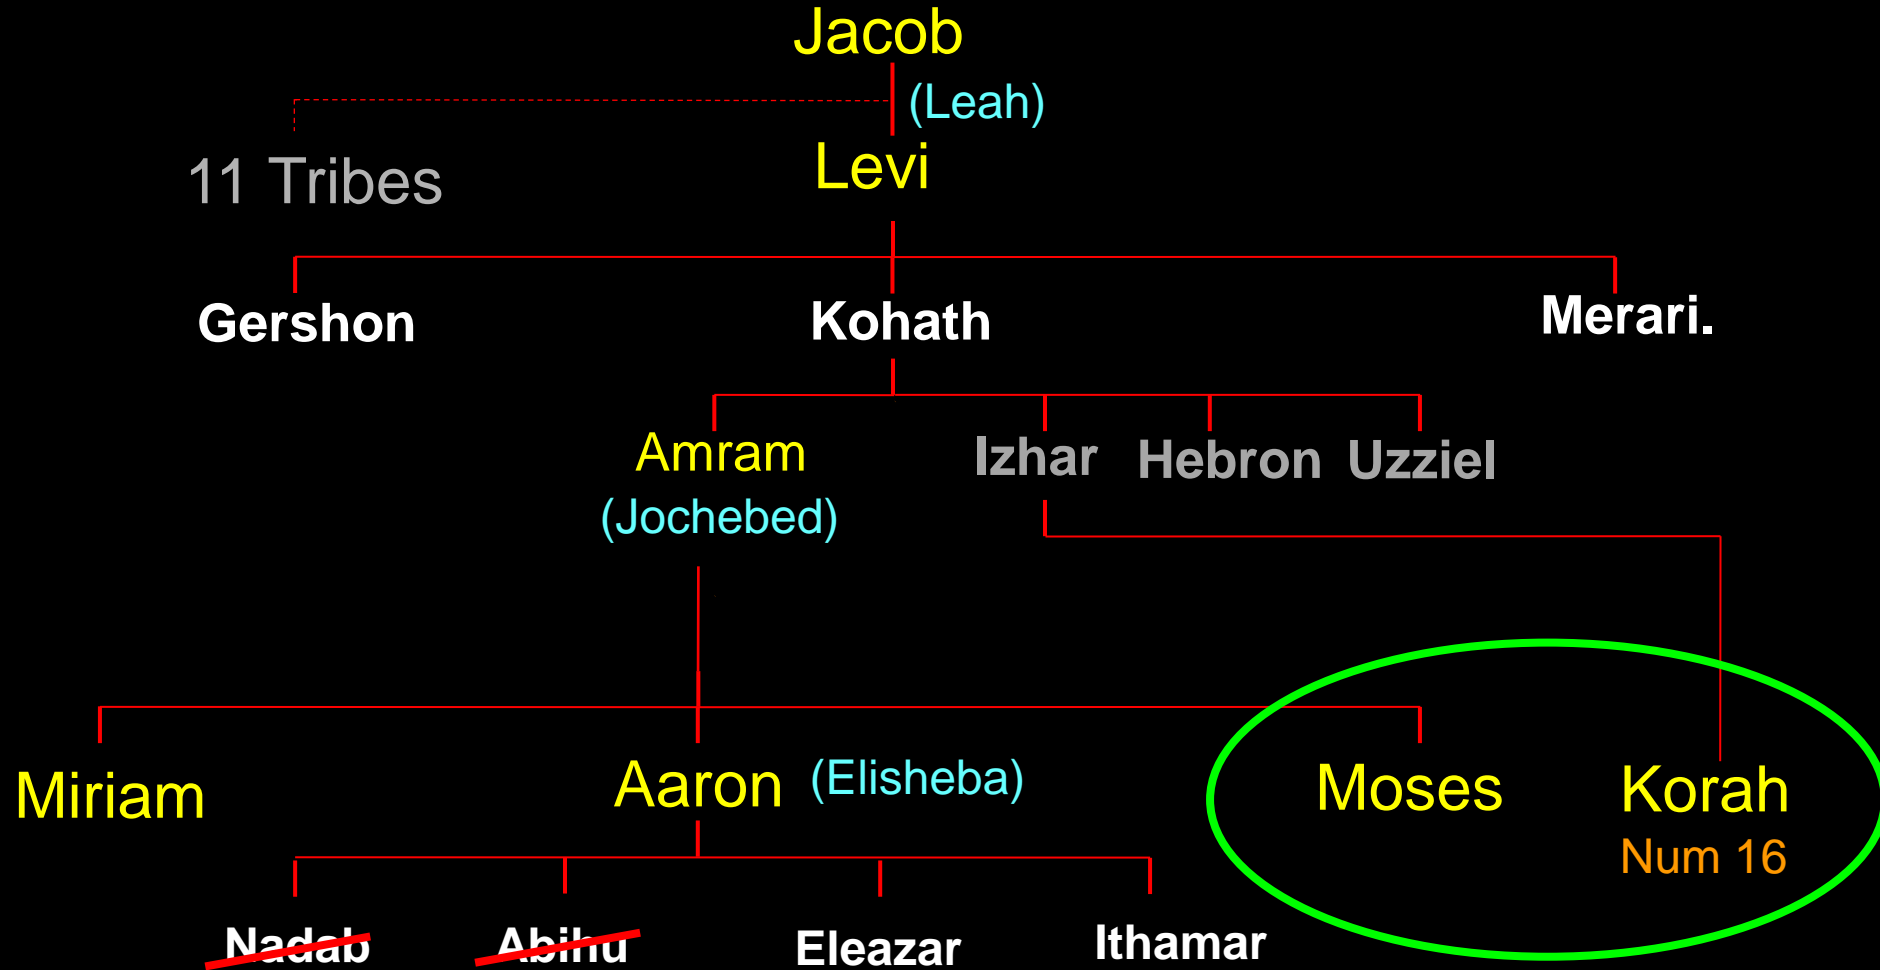 Jacob
(Leah)
11 Tribes
Levi
Gershon
Kohath
Merari.
Amram
Izhar
Hebron
Uzziel
(Jochebed)
Miriam
Aaron
(Elisheba)
Moses
Korah
Num 16
Nadab
Abihu
Eleazar
Ithamar